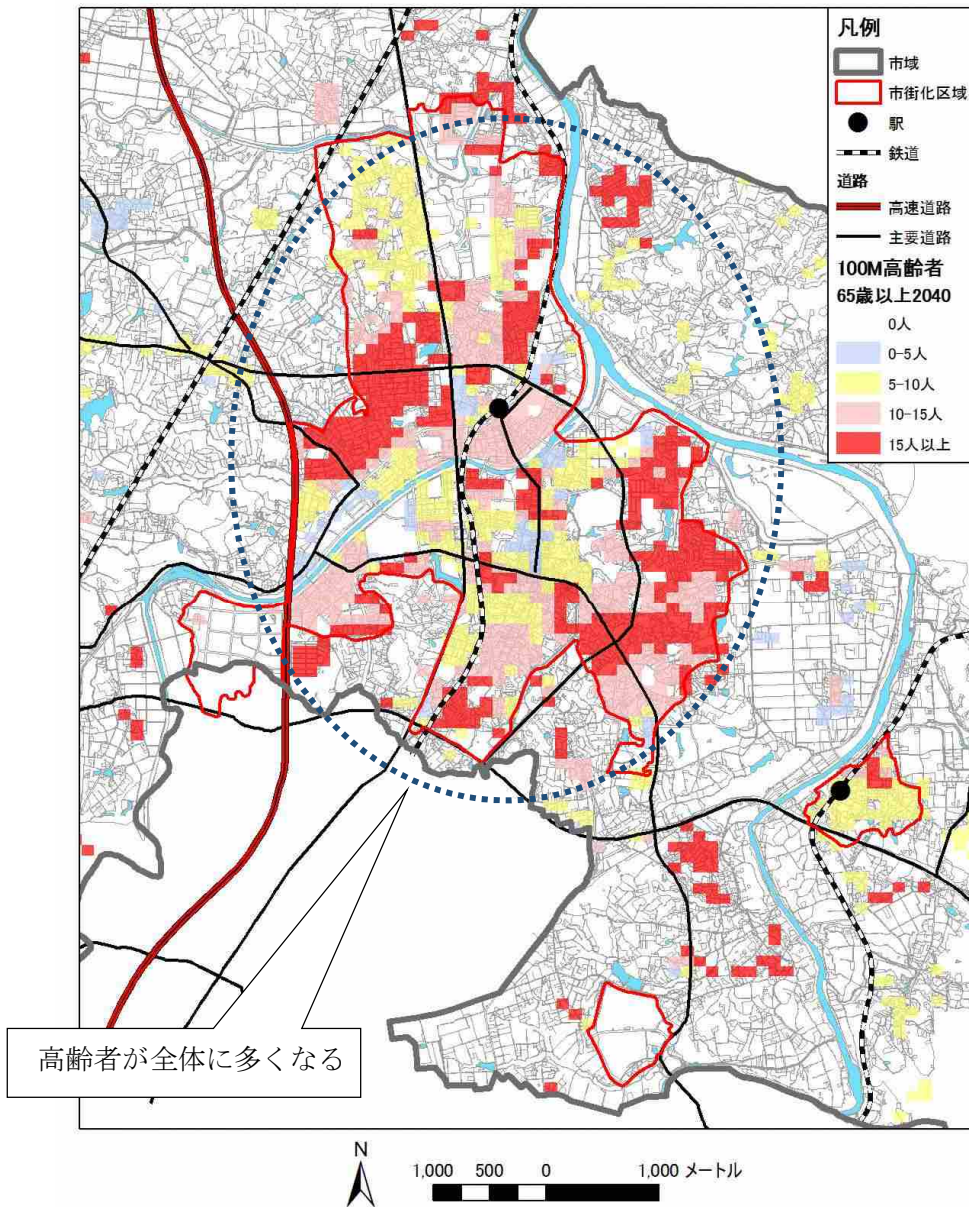 凡例
市域
市街化区域
駅
鉄道
道路
高速道路
主要道路
100M高齢者
65歳以上2040
0人
0-5人
5-10人
10-15人
15人以上
高齢者が全体に多くなる
N
1,000 500 0 1,000 メートル